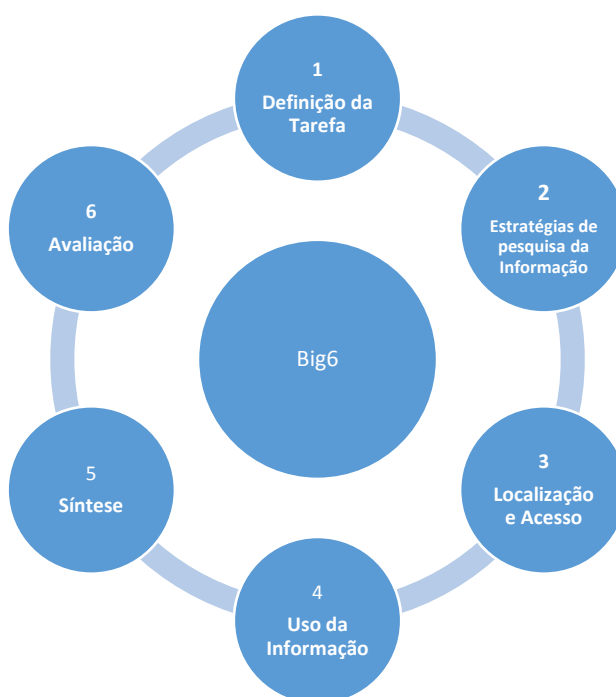 1
Definição da
Tarefa
2
Estratégias de
pesquisa da
Informação
3
Localização
e Acesso
4
Uso da
Informação
5
Síntese
6
Avaliação
Big6